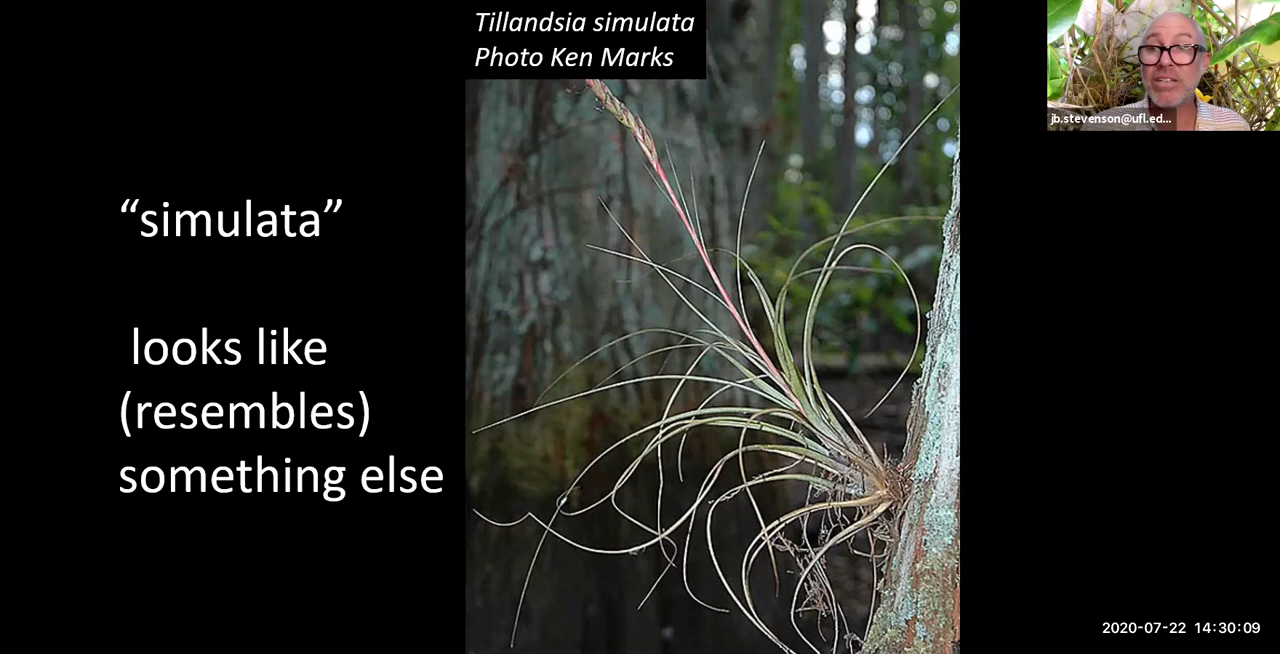 Tillandsia simulata
Photo Ken Marks
“simulata”
looks like
(resembles)
something else
jb.stevenson@ufl.ed...
2020-07-22 14:30:09